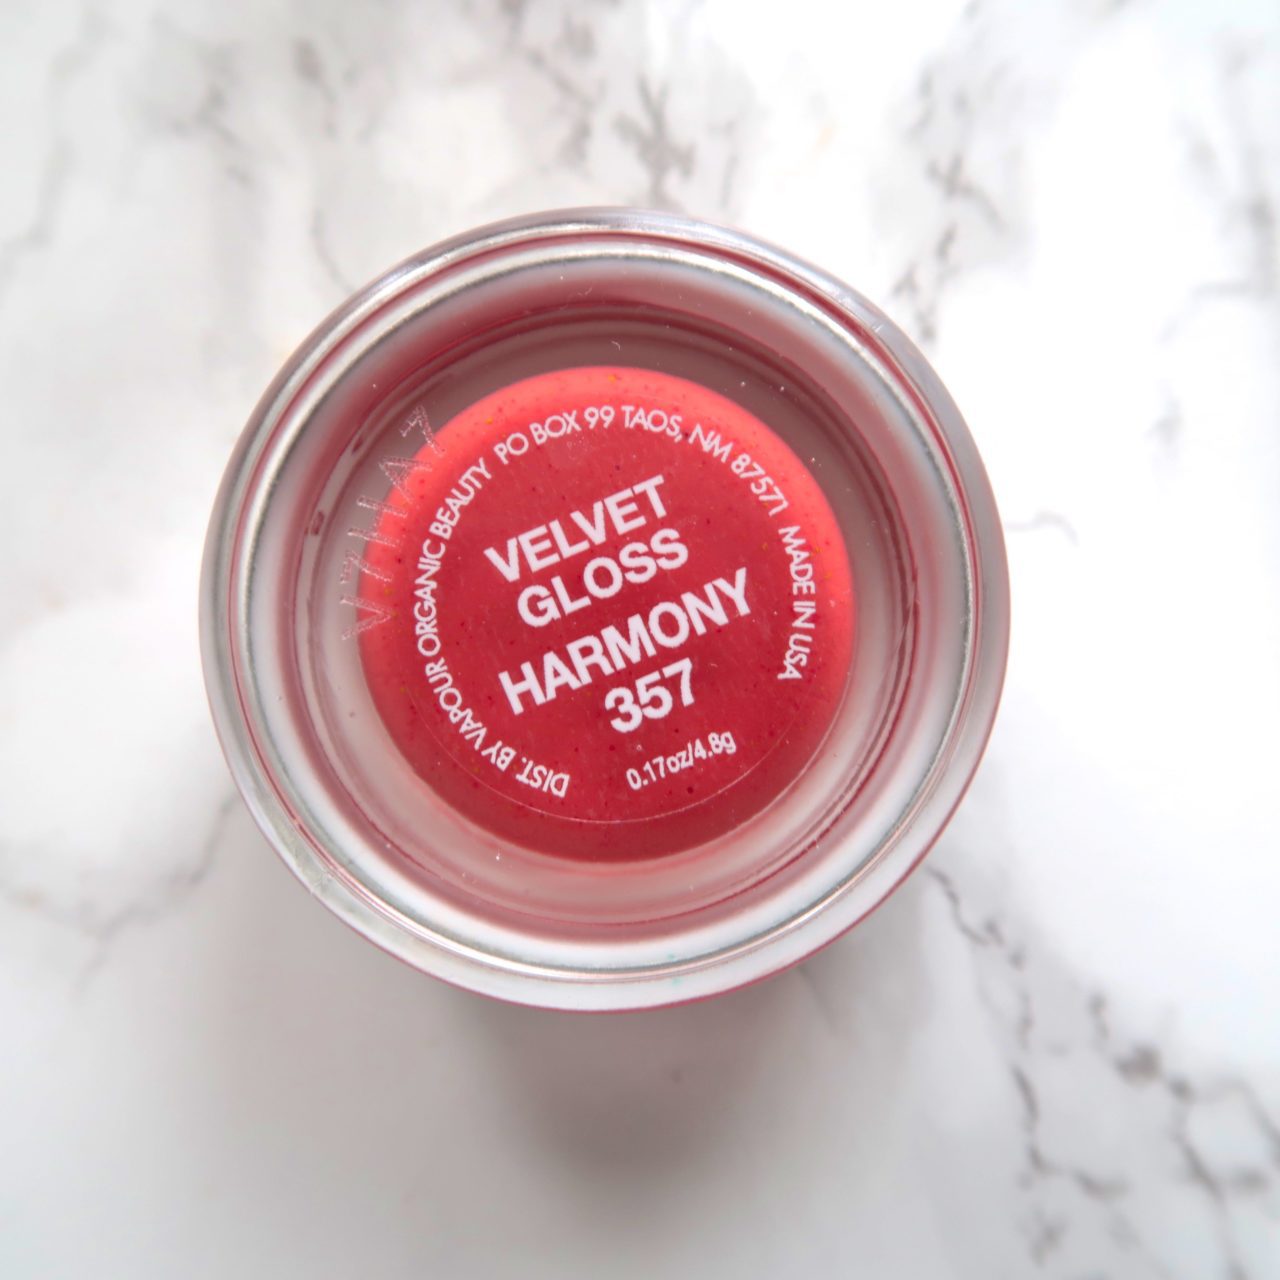 DIST. BY VAPOUR ORGANIC BEAUTY PO BOX 99 TAOS, NM 87571 MADE IN USA
VELVET
GLOSS
HARMONY
357
0.17oz/4.8g